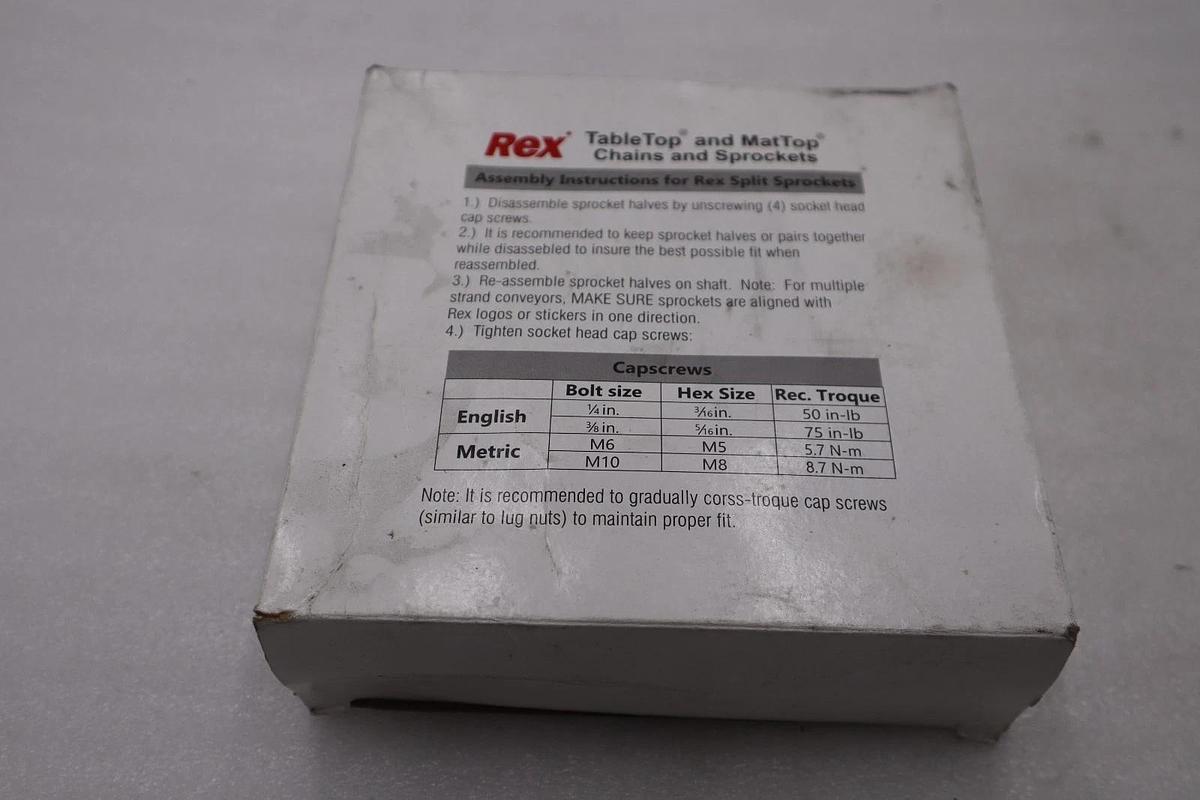 Rex® TableTop® and MatTop®
Chains and Sprockets
Assembly Instructions for Rex Split Sprockets
1.) Disassemble sprocket halves by unscrewing (4) socket head
cap screws.
2.) It is recommended to keep sprocket halves or pairs together
while disassebled to insure the best possible fit when
reassembled.
3.) Re-assemble sprocket halves on shaft. Note: For multiple
strand conveyors, MAKE SURE sprockets are aligned with
Rex logos or stickers in one direction.
4.) Tighten socket head cap screws:
Capscrews
Bolt size Hex Size Rec. Troque
English ¼ in. 3⁄16 in. 50 in-lb
⅜ in. 5⁄16 in. 75 in-lb
Metric M6 M5 5.7 N-m
M10 M8 8.7 N-m
Note: It is recommended to gradually corss-troque cap screws
(similar to lug nuts) to maintain proper fit.